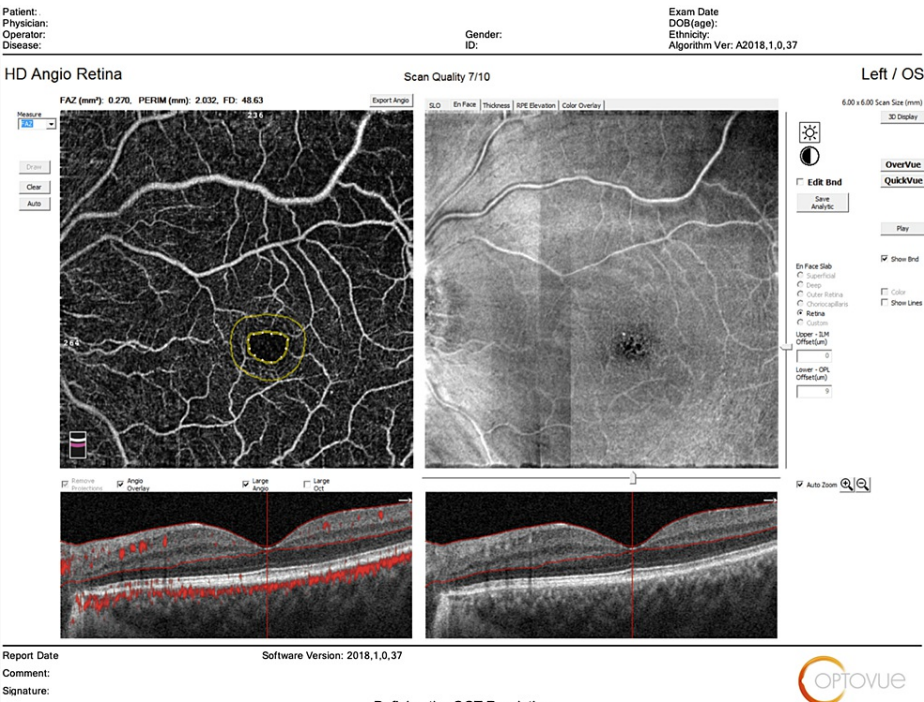 Patient:
Physician:
Operator:
Disease:
Gender:
ID:
Exam Date
DOB(age):
Ethnicity:
Algorithm Ver: A2018,1,0,37
HD Angio Retina
Scan Quality 7/10
Left / OS
FAZ (mm²): 0.270, PERIM (mm): 2.032, FD: 48.63
Export Angio
Measure
FAZ
Draw
Clear
Auto
236
264
SLO En Face Thickness RPE Elevation Color Overlay
6.00 x 6.00 Scan Size (mm)
3D Display
OverVue
QuickVue
Edit Bnd
Save
Analytic
Play
Show Bnd
Color
Show Lines
En Face Slab
Superficial
Deep
Outer Retina
Choriocapillaris
Retina
Custom
Upper - ILM
Offset(um)
0
Lower - OPL
Offset(um)
9
Remove
Projections
Angio
Overlay
Large
Angio
Large
Oct
Auto Zoom
Report Date
Software Version: 2018,1,0,37
Comment:
Signature:
OPTOVUE